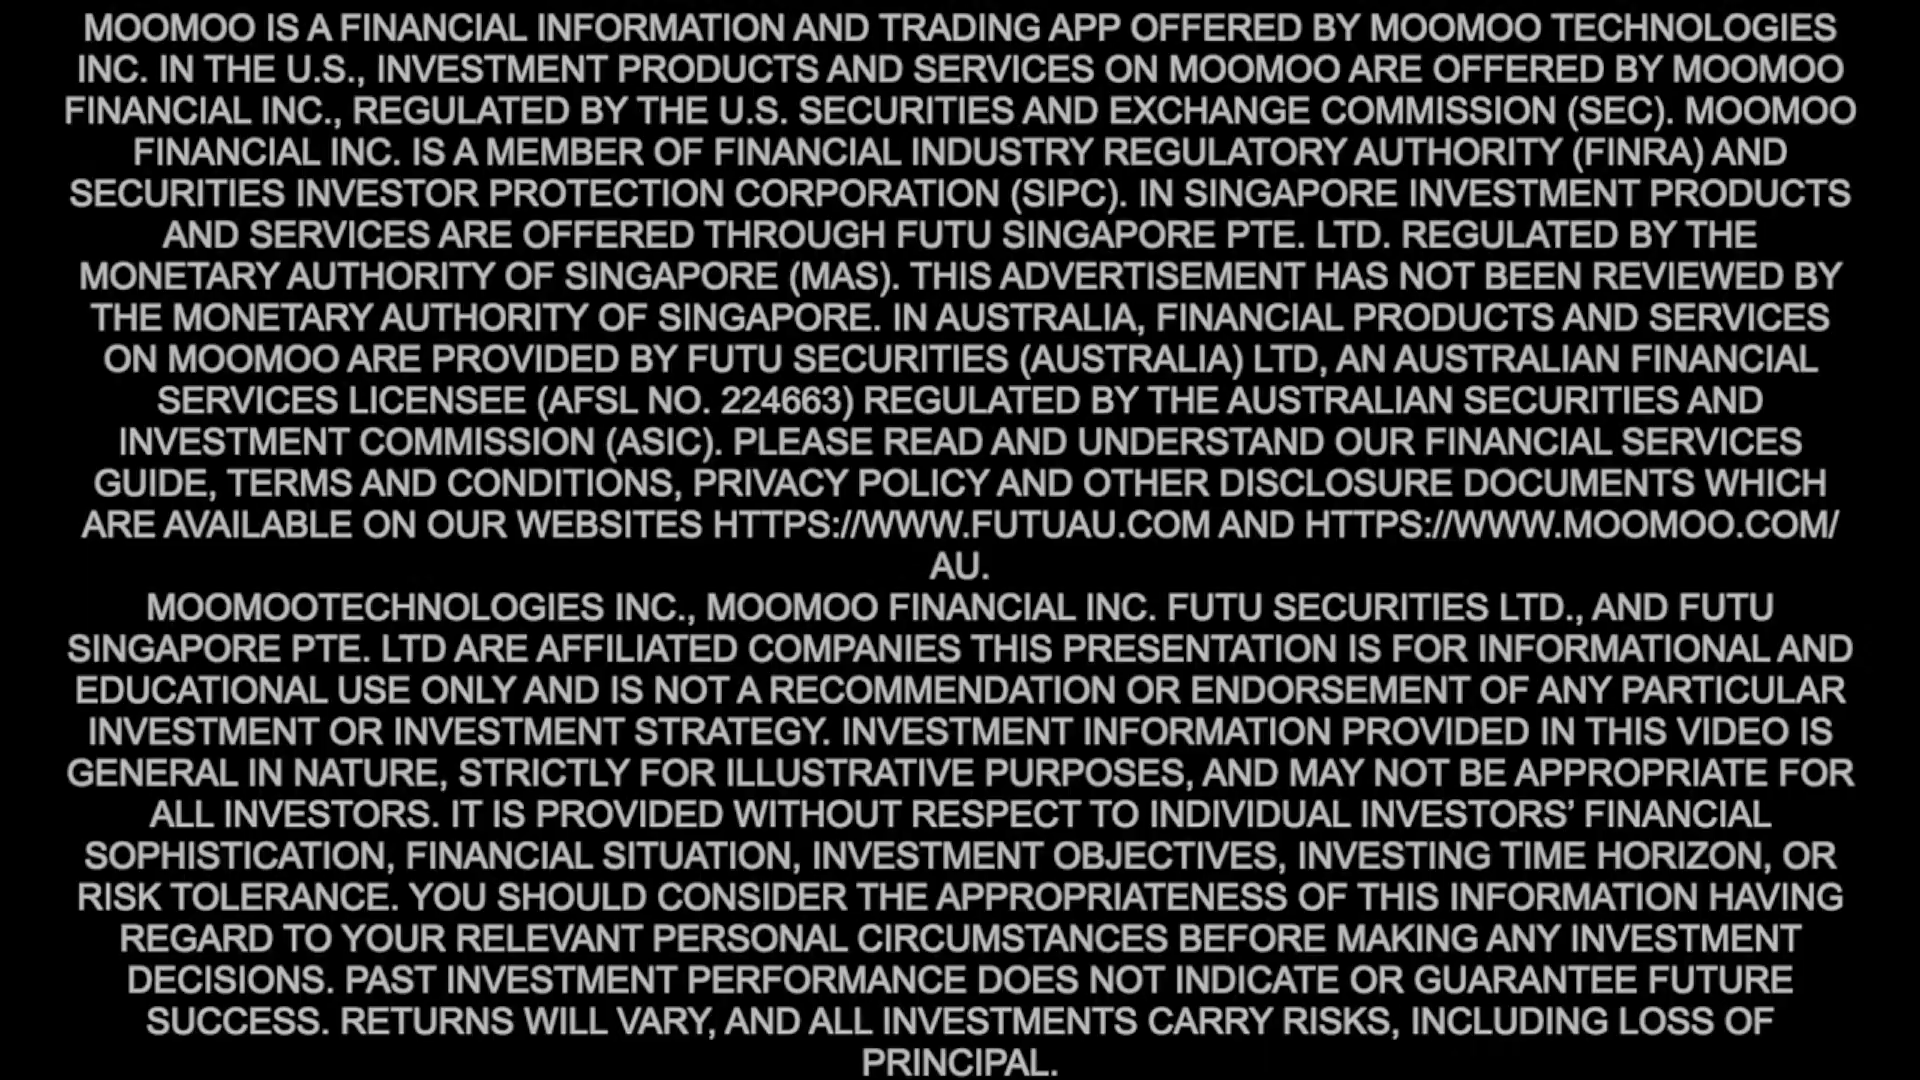 MOOMOO IS A FINANCIAL INFORMATION AND TRADING APP OFFERED BY MOOMOO TECHNOLOGIES
INC. IN THE U.S., INVESTMENT PRODUCTS AND SERVICES ON MOOMOO ARE OFFERED BY MOOMOO
FINANCIAL INC., REGULATED BY THE U.S. SECURITIES AND EXCHANGE COMMISSION (SEC). MOOMOO
FINANCIAL INC. IS A MEMBER OF FINANCIAL INDUSTRY REGULATORY AUTHORITY (FINRA) AND
SECURITIES INVESTOR PROTECTION CORPORATION (SIPC). IN SINGAPORE INVESTMENT PRODUCTS
AND SERVICES ARE OFFERED THROUGH FUTU SINGAPORE PTE. LTD. REGULATED BY THE
MONETARY AUTHORITY OF SINGAPORE (MAS). THIS ADVERTISEMENT HAS NOT BEEN REVIEWED BY
THE MONETARY AUTHORITY OF SINGAPORE. IN AUSTRALIA, FINANCIAL PRODUCTS AND SERVICES
ON MOOMOO ARE PROVIDED BY FUTU SECURITIES (AUSTRALIA) LTD, AN AUSTRALIAN FINANCIAL
SERVICES LICENSEE (AFSL NO. 224663) REGULATED BY THE AUSTRALIAN SECURITIES AND
INVESTMENT COMMISSION (ASIC). PLEASE READ AND UNDERSTAND OUR FINANCIAL SERVICES
GUIDE, TERMS AND CONDITIONS, PRIVACY POLICY AND OTHER DISCLOSURE DOCUMENTS WHICH
ARE AVAILABLE ON OUR WEBSITES HTTPS://WWW.FUTUAU.COM AND HTTPS://WWW.MOOMOO.COM/
AU.
MOOMOOTECHNOLOGIES INC., MOOMOO FINANCIAL INC. FUTU SECURITIES LTD., AND FUTU
SINGAPORE PTE. LTD ARE AFFILIATED COMPANIES THIS PRESENTATION IS FOR INFORMATIONAL AND
EDUCATIONAL USE ONLY AND IS NOT A RECOMMENDATION OR ENDORSEMENT OF ANY PARTICULAR
INVESTMENT OR INVESTMENT STRATEGY. INVESTMENT INFORMATION PROVIDED IN THIS VIDEO IS
GENERAL IN NATURE, STRICTLY FOR ILLUSTRATIVE PURPOSES, AND MAY NOT BE APPROPRIATE FOR
ALL INVESTORS. IT IS PROVIDED WITHOUT RESPECT TO INDIVIDUAL INVESTORS’ FINANCIAL
SOPHISTICATION, FINANCIAL SITUATION, INVESTMENT OBJECTIVES, INVESTING TIME HORIZON, OR
RISK TOLERANCE. YOU SHOULD CONSIDER THE APPROPRIATENESS OF THIS INFORMATION HAVING
REGARD TO YOUR RELEVANT PERSONAL CIRCUMSTANCES BEFORE MAKING ANY INVESTMENT
DECISIONS. PAST INVESTMENT PERFORMANCE DOES NOT INDICATE OR GUARANTEE FUTURE
SUCCESS. RETURNS WILL VARY, AND ALL INVESTMENTS CARRY RISKS, INCLUDING LOSS OF
PRINCIPAL.